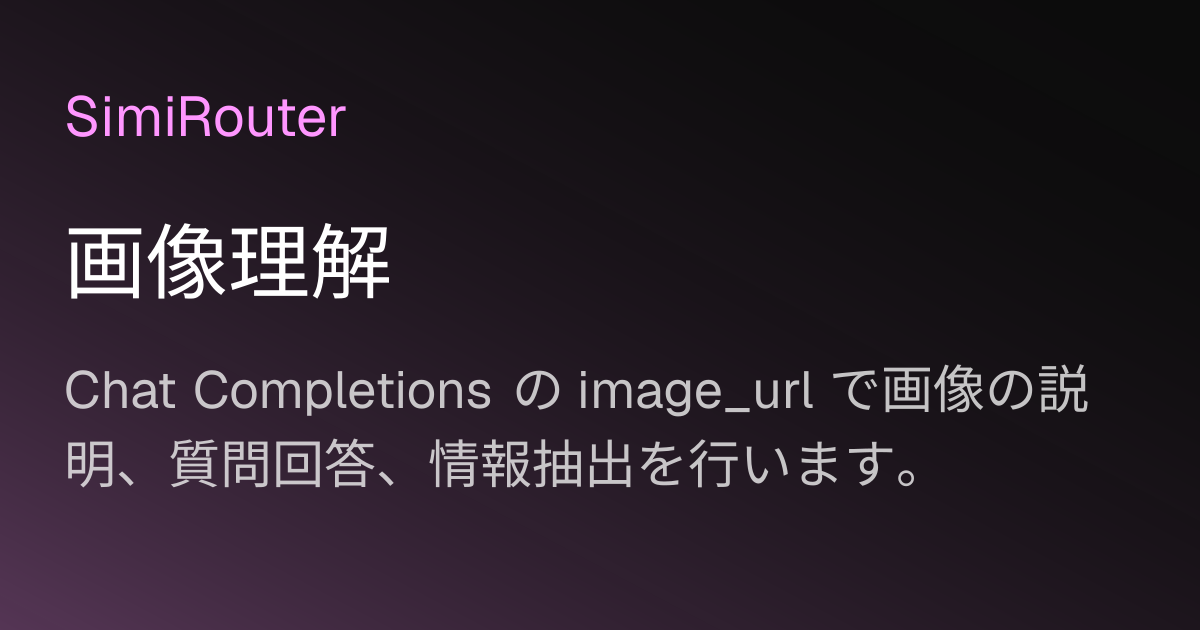 SimiRouter
画像理解
Chat Completions の image_url で画像の説
明、質問回答、情報抽出を行います。